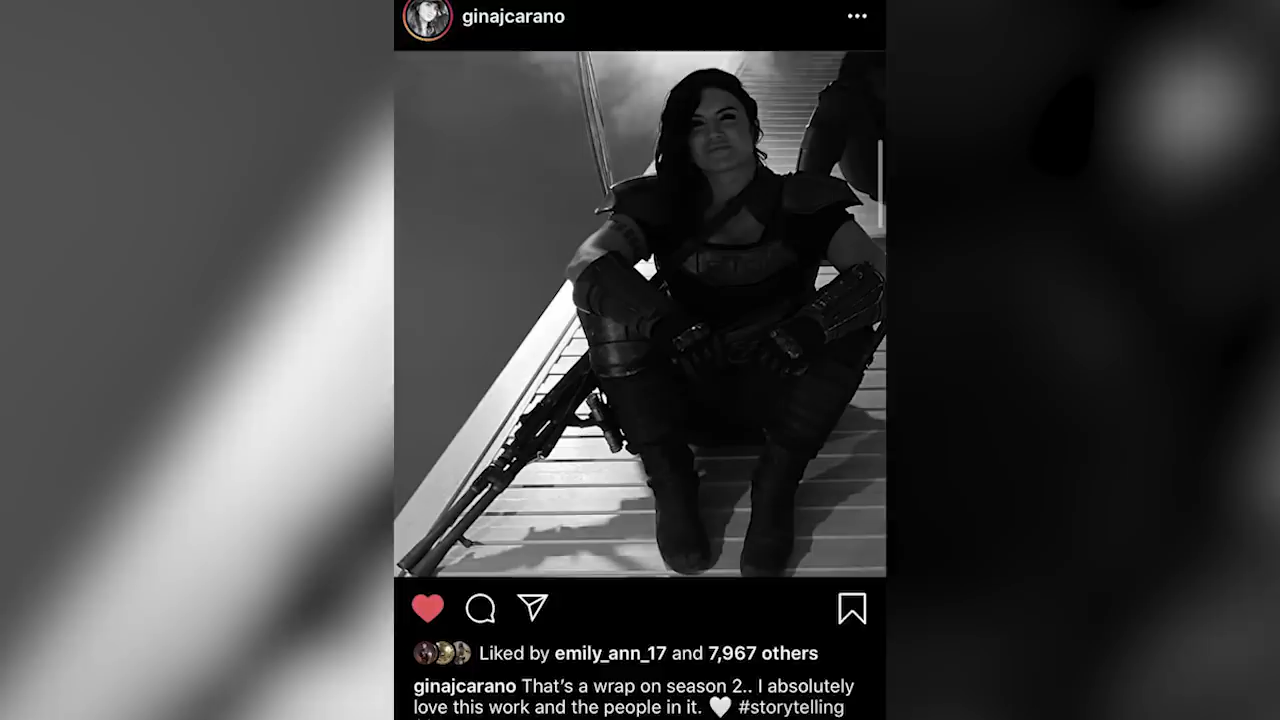 ginajcarano
Liked by emily_ann_17 and 7,967 others
ginajcarano That's a wrap on season 2.. I absolutely
love this work and the people in it. 🤍 #storytelling